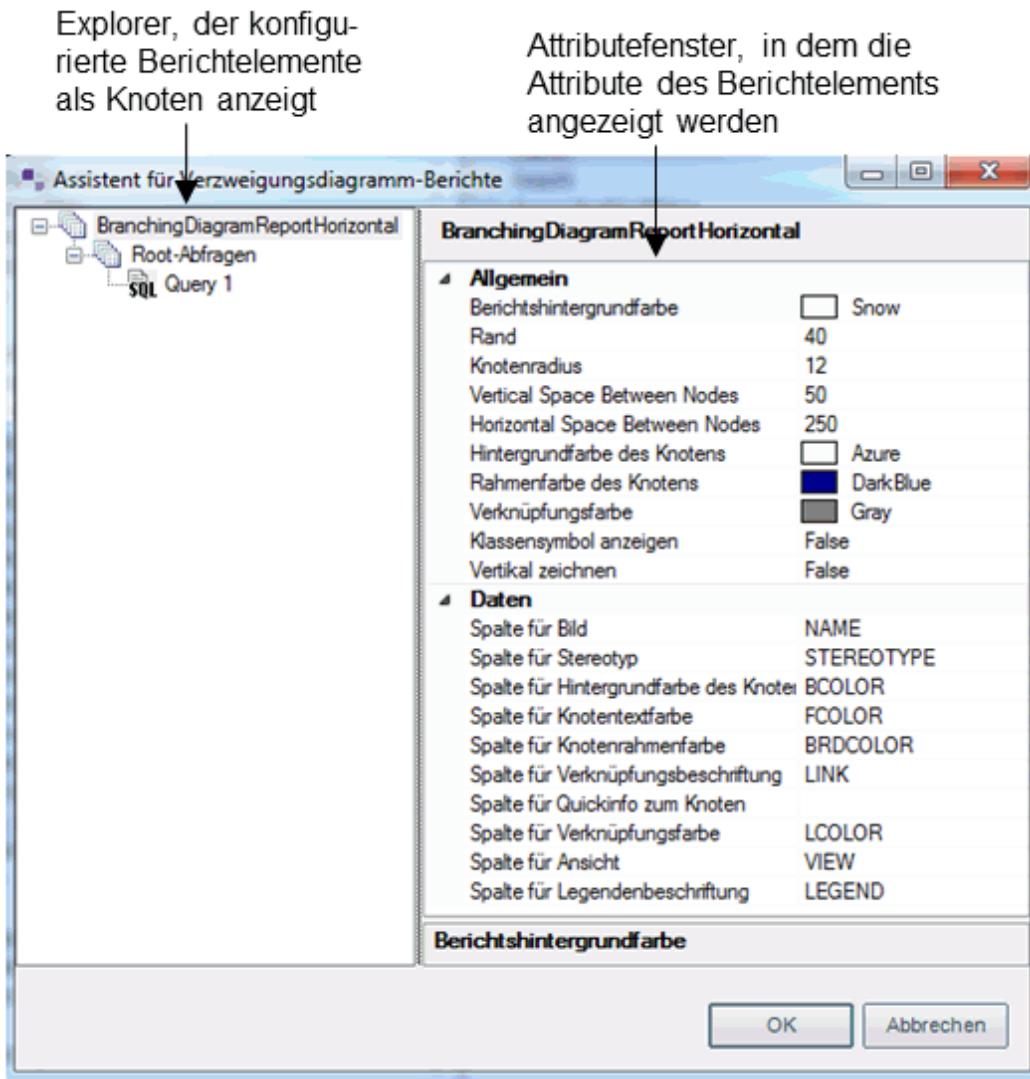 Explorer, der konfigu-
rierte Berichtelemente
als Knoten anzeigt
Attributefenster, in dem die
Attribute des Berichtelements
angezeigt werden
Assistent für Verzweigungsdiagramm-Berichte
BranchingDiagramReportHorizontal
Root-Abfragen
SQL Query 1
BranchingDiagramReportHorizontal
Allgemein
Berichtshintergrundfarbe Snow
Rand 40
Knotenradius 12
Vertical Space Between Nodes 50
Horizontal Space Between Nodes 250
Hintergrundfarbe des Knotens Azure
Rahmenfarbe des Knotens DarkBlue
Verknüpfungsfarbe Gray
Klassensymbol anzeigen False
Vertikal zeichnen False
Daten
Spalte für Bild NAME
Spalte für Stereotyp STEREOTYPE
Spalte für Hintergrundfarbe des Knoten BCOLOR
Spalte für Knotentextfarbe FCOLOR
Spalte für Knotenrahmenfarbe BRDCOLOR
Spalte für Verknüpfungsbeschriftung LINK
Spalte für Quickinfo zum Knoten
Spalte für Verknüpfungsfarbe LCOLOR
Spalte für Ansicht VIEW
Spalte für Legendenbeschriftung LEGEND
Berichtshintergrundfarbe
OK Abbrechen